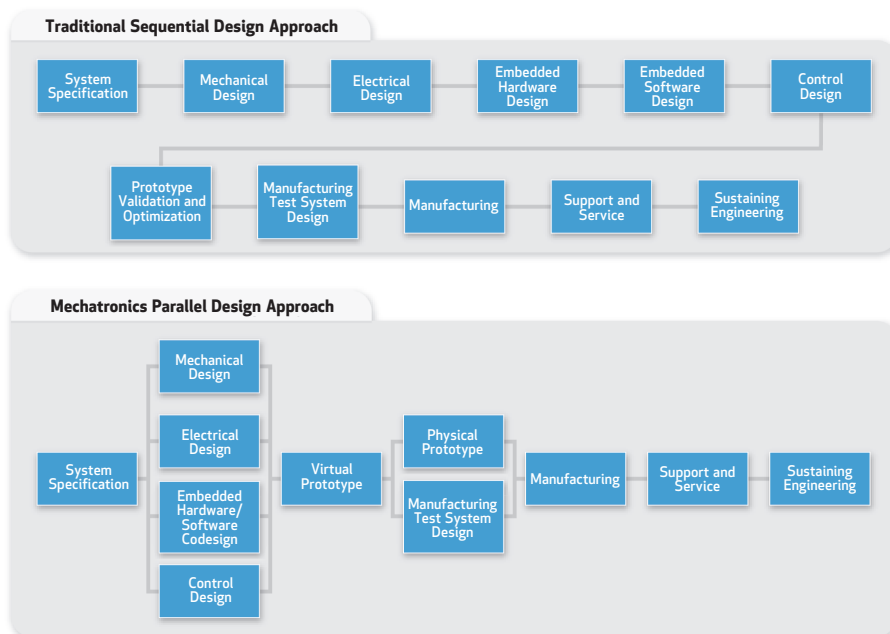 Traditional Sequential Design Approach
System
Specification
Mechanical
Design
Electrical
Design
Embedded
Hardware
Design
Embedded
Software
Design
Control
Design
Prototype
Validation and
Optimization
Manufacturing
Test System
Design
Manufacturing
Support and
Service
Sustaining
Engineering
Mechatronics Parallel Design Approach
System
Specification
Mechanical
Design
Electrical
Design
Embedded
Hardware/
Software
Codesign
Control
Design
Virtual
Prototype
Physical
Prototype
Manufacturing
Test System
Design
Manufacturing
Support and
Service
Sustaining
Engineering